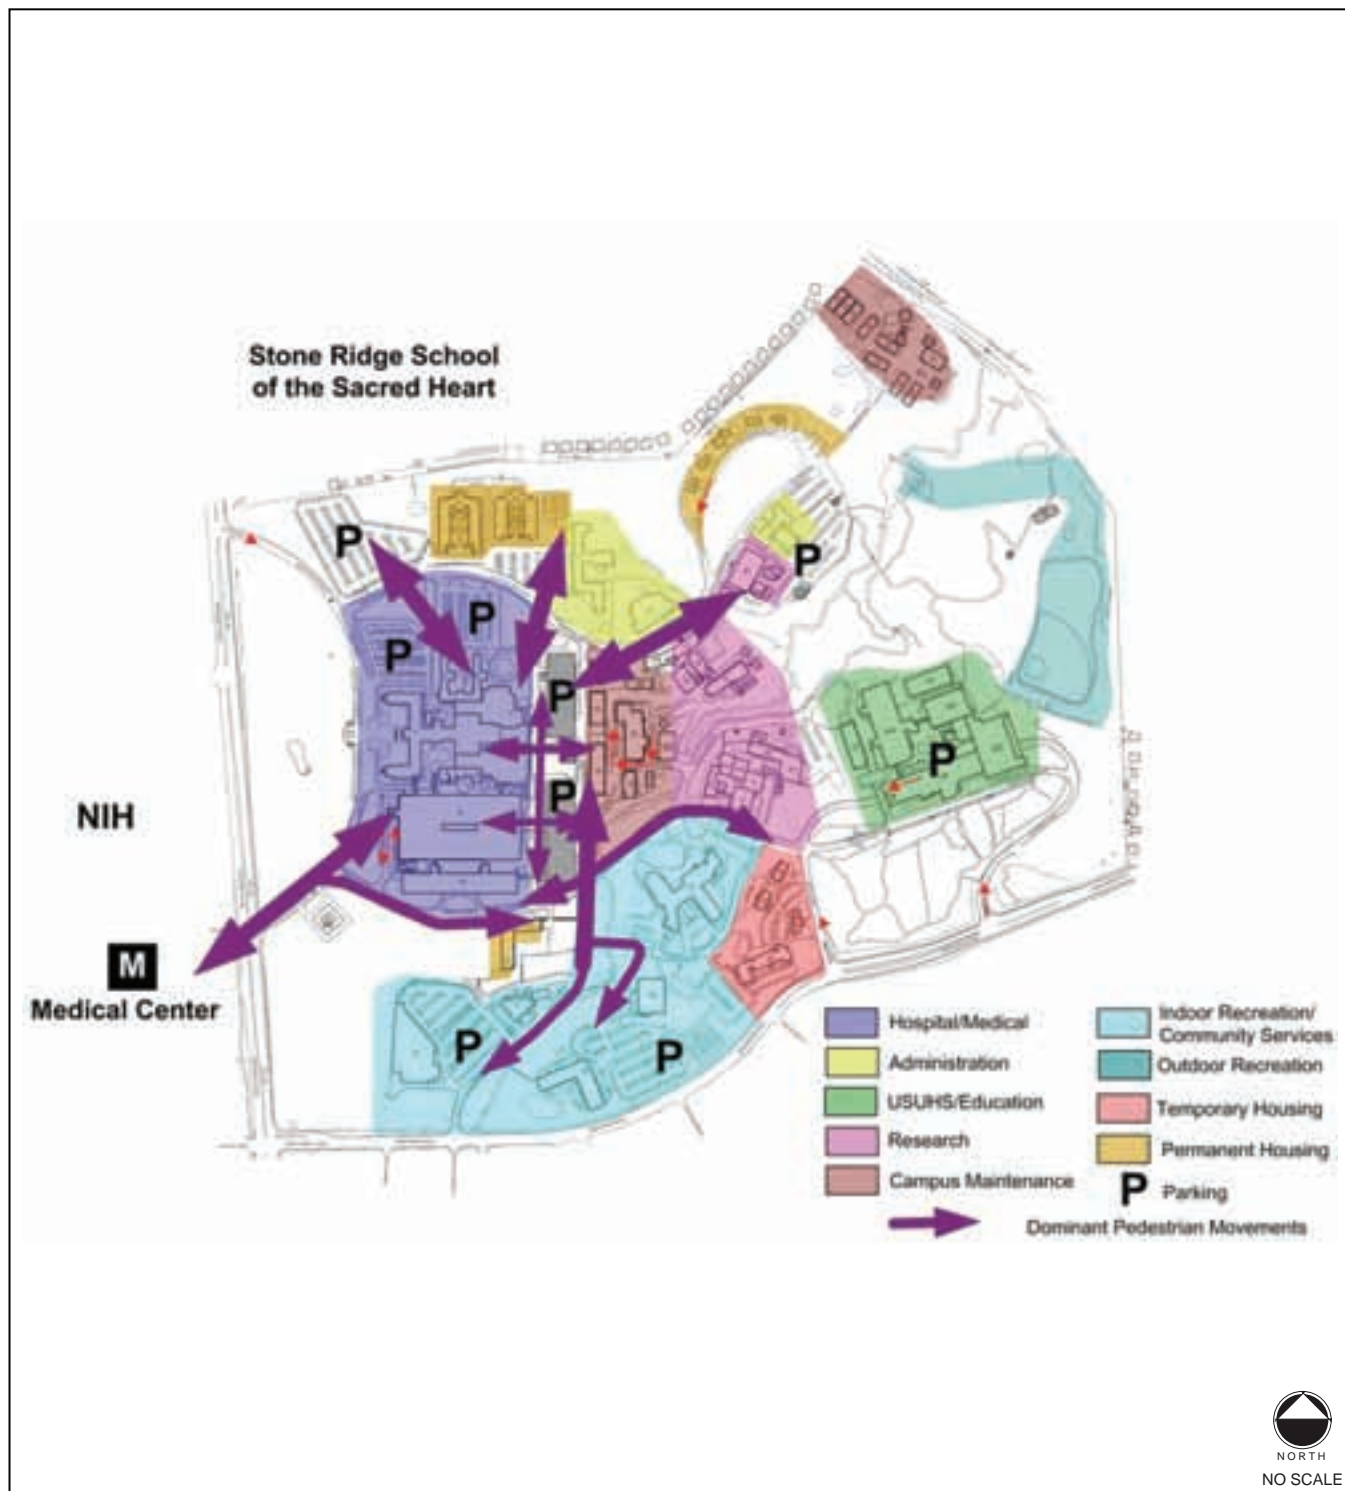 Stone Ridge School
of the Sacred Heart
P
P
P
P
P
P
P
NIH
M
Medical Center
P
P
Hospital/Medical
Administration
USUHS/Education
Research
Campus Maintenance
Indoor Recreation/
Community Services
Outdoor Recreation
Temporary Housing
Permanent Housing
P Parking
Dominant Pedestrian Movements
NORTH
NO SCALE